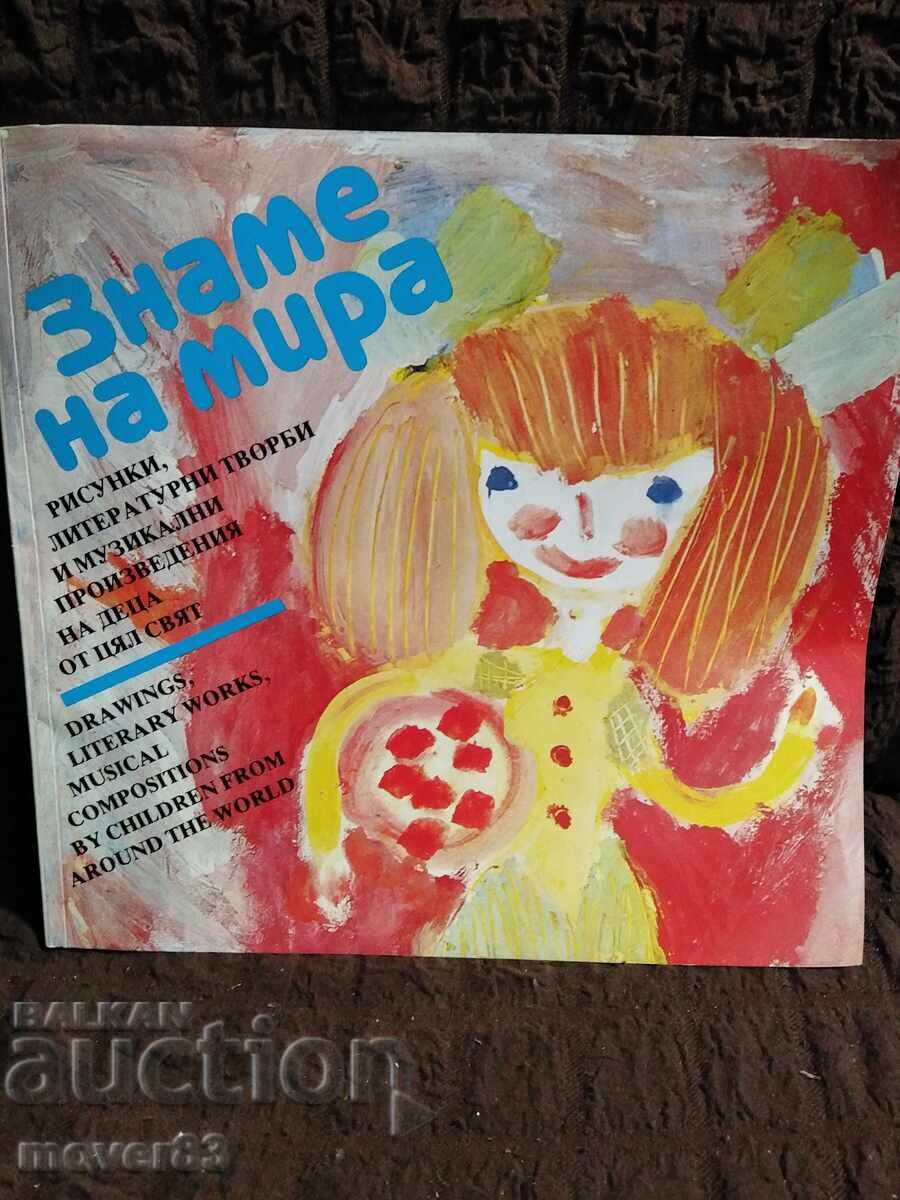 Знаме
на мира
РИСУНКИ,
ЛИТЕРАТУРНИ ТВОРБИ
И МУЗИКАЛНИ
ПРОИЗВЕДЕНИЯ
НА ДЕЦА
ОТ ЦЯЛ СВЯТ
DRAWINGS,
LITERARY WORKS,
MUSICAL
COMPOSITIONS
BY CHILDREN FROM
AROUND THE WORLD
BALKAN
auction
mover83